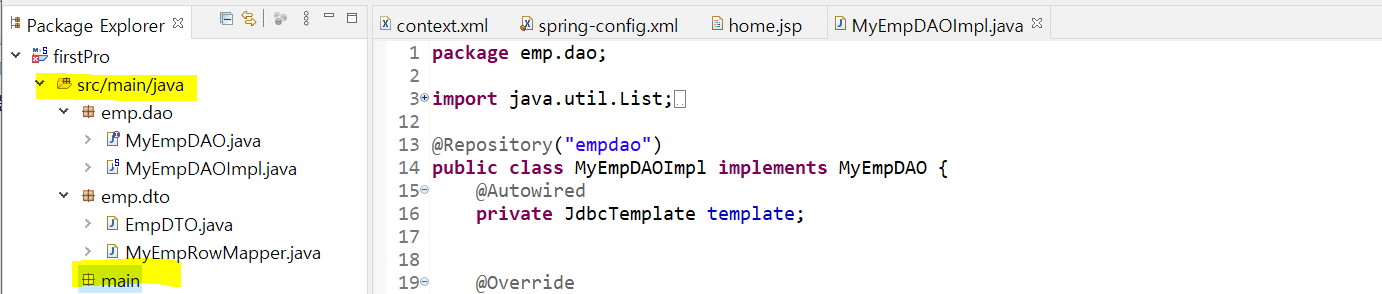 Package Explorer
firstPro
src/main/java
emp.dao
MyEmpDAO.java
MyEmpDAOImpl.java
emp.dto
EmpDTO.java
MyEmpRowMapper.java
main
context.xml spring-config.xml home.jsp MyEmpDAOImpl.java
1 package emp.dao;
2
3 import java.util.List;
12
13 @Repository("empdao")
14 public class MyEmpDAOImpl implements MyEmpDAO {
15 @Autowired
16 private JdbcTemplate template;
17
18
19 @Override